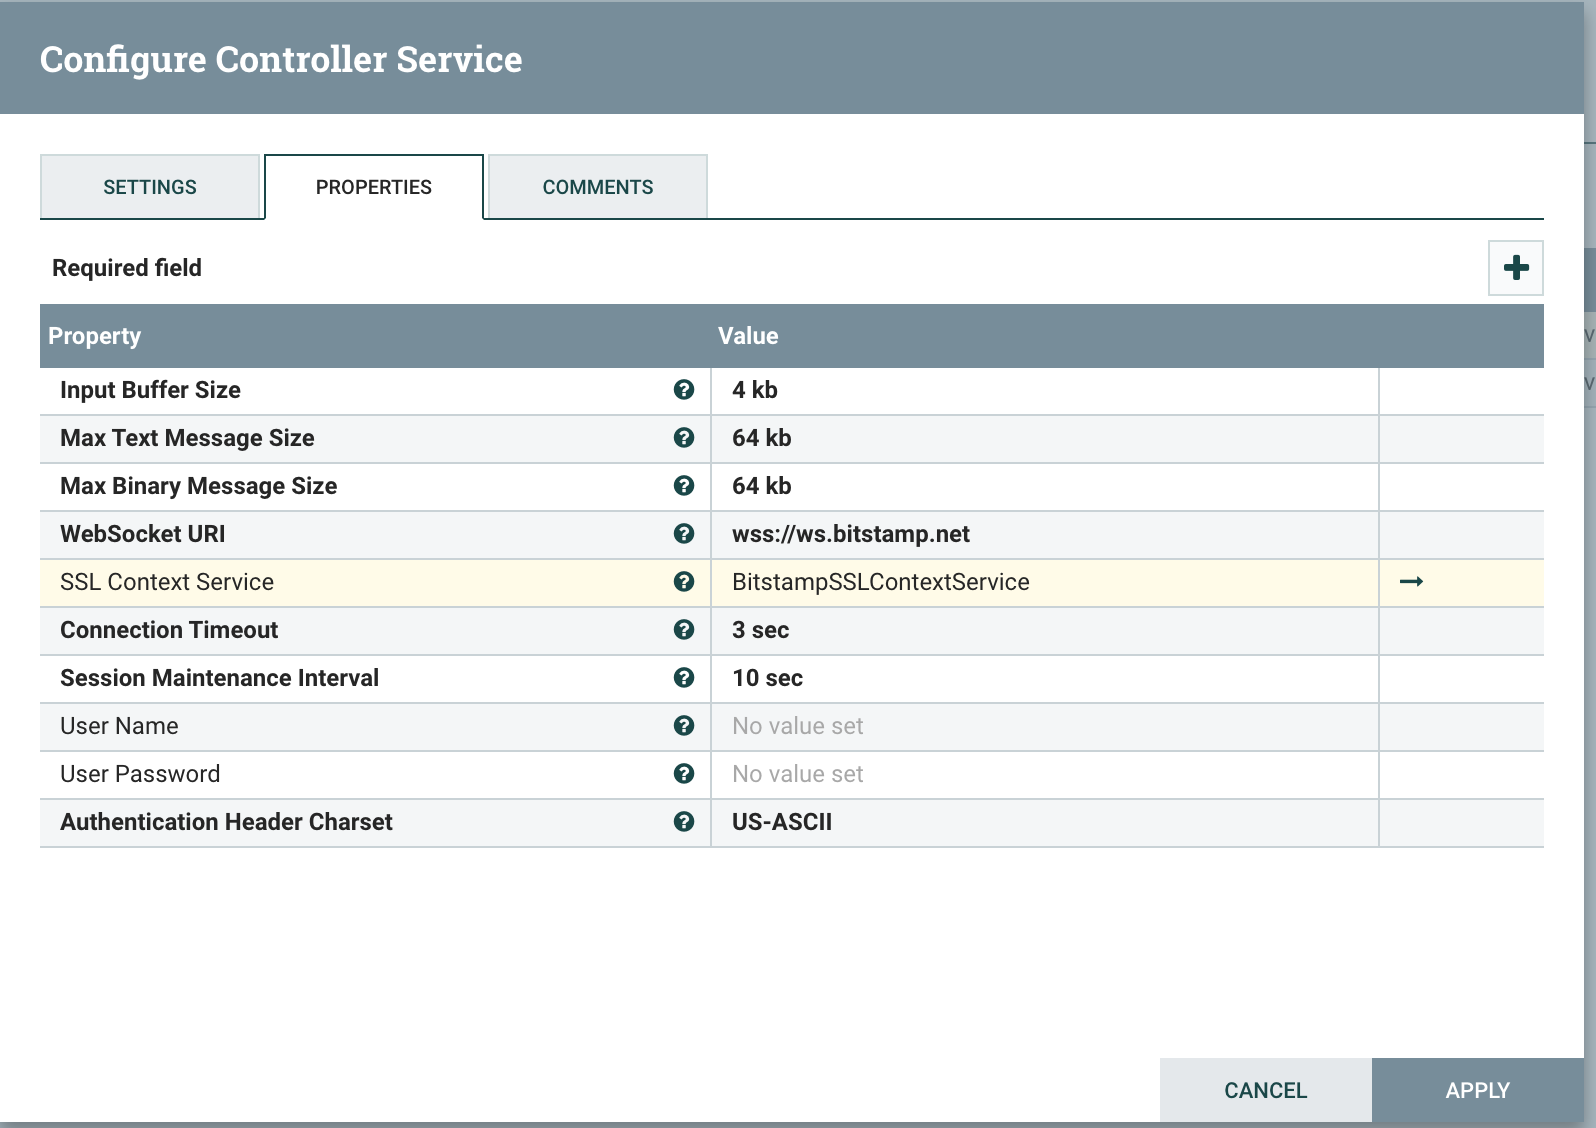 Configure Controller Service
SETTINGS PROPERTIES COMMENTS
Required field
Property Value
Input Buffer Size 4 kb
Max Text Message Size 64 kb
Max Binary Message Size 64 kb
WebSocket URI wss://ws.bitstamp.net
SSL Context Service BitstampSSLContextService
Connection Timeout 3 sec
Session Maintenance Interval 10 sec
User Name No value set
User Password No value set
Authentication Header Charset US-ASCII
CANCEL APPLY